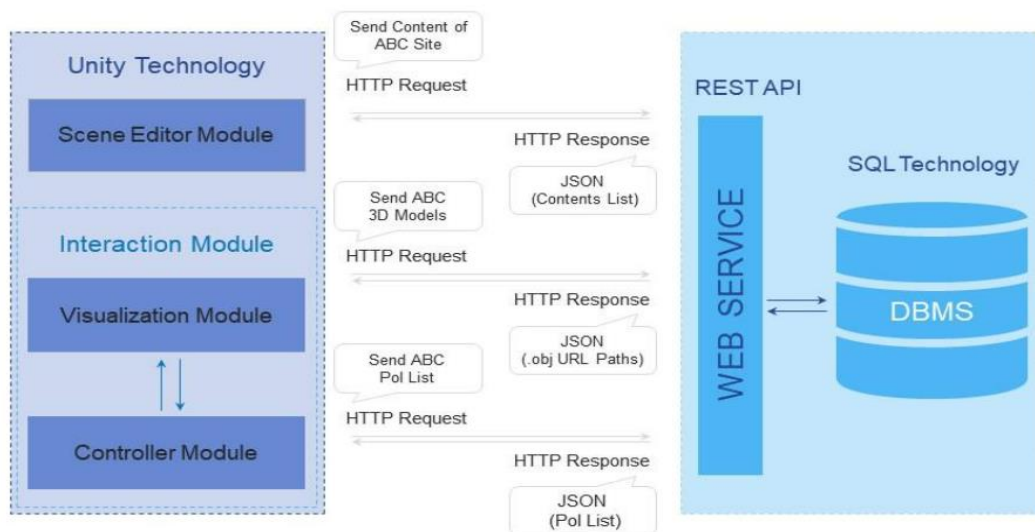 Unity Technology
Scene Editor Module
Interaction Module
Visualization Module
Controller Module
Send Content of
ABC Site
HTTP Request
HTTP Response
JSON
(Contents List)
Send ABC
3D Models
HTTP Request
HTTP Response
JSON
(.obj URL Paths)
Send ABC
Pol List
HTTP Request
HTTP Response
JSON
(Pol List)
REST API
WEB SERVICE
SQL Technology
DBMS